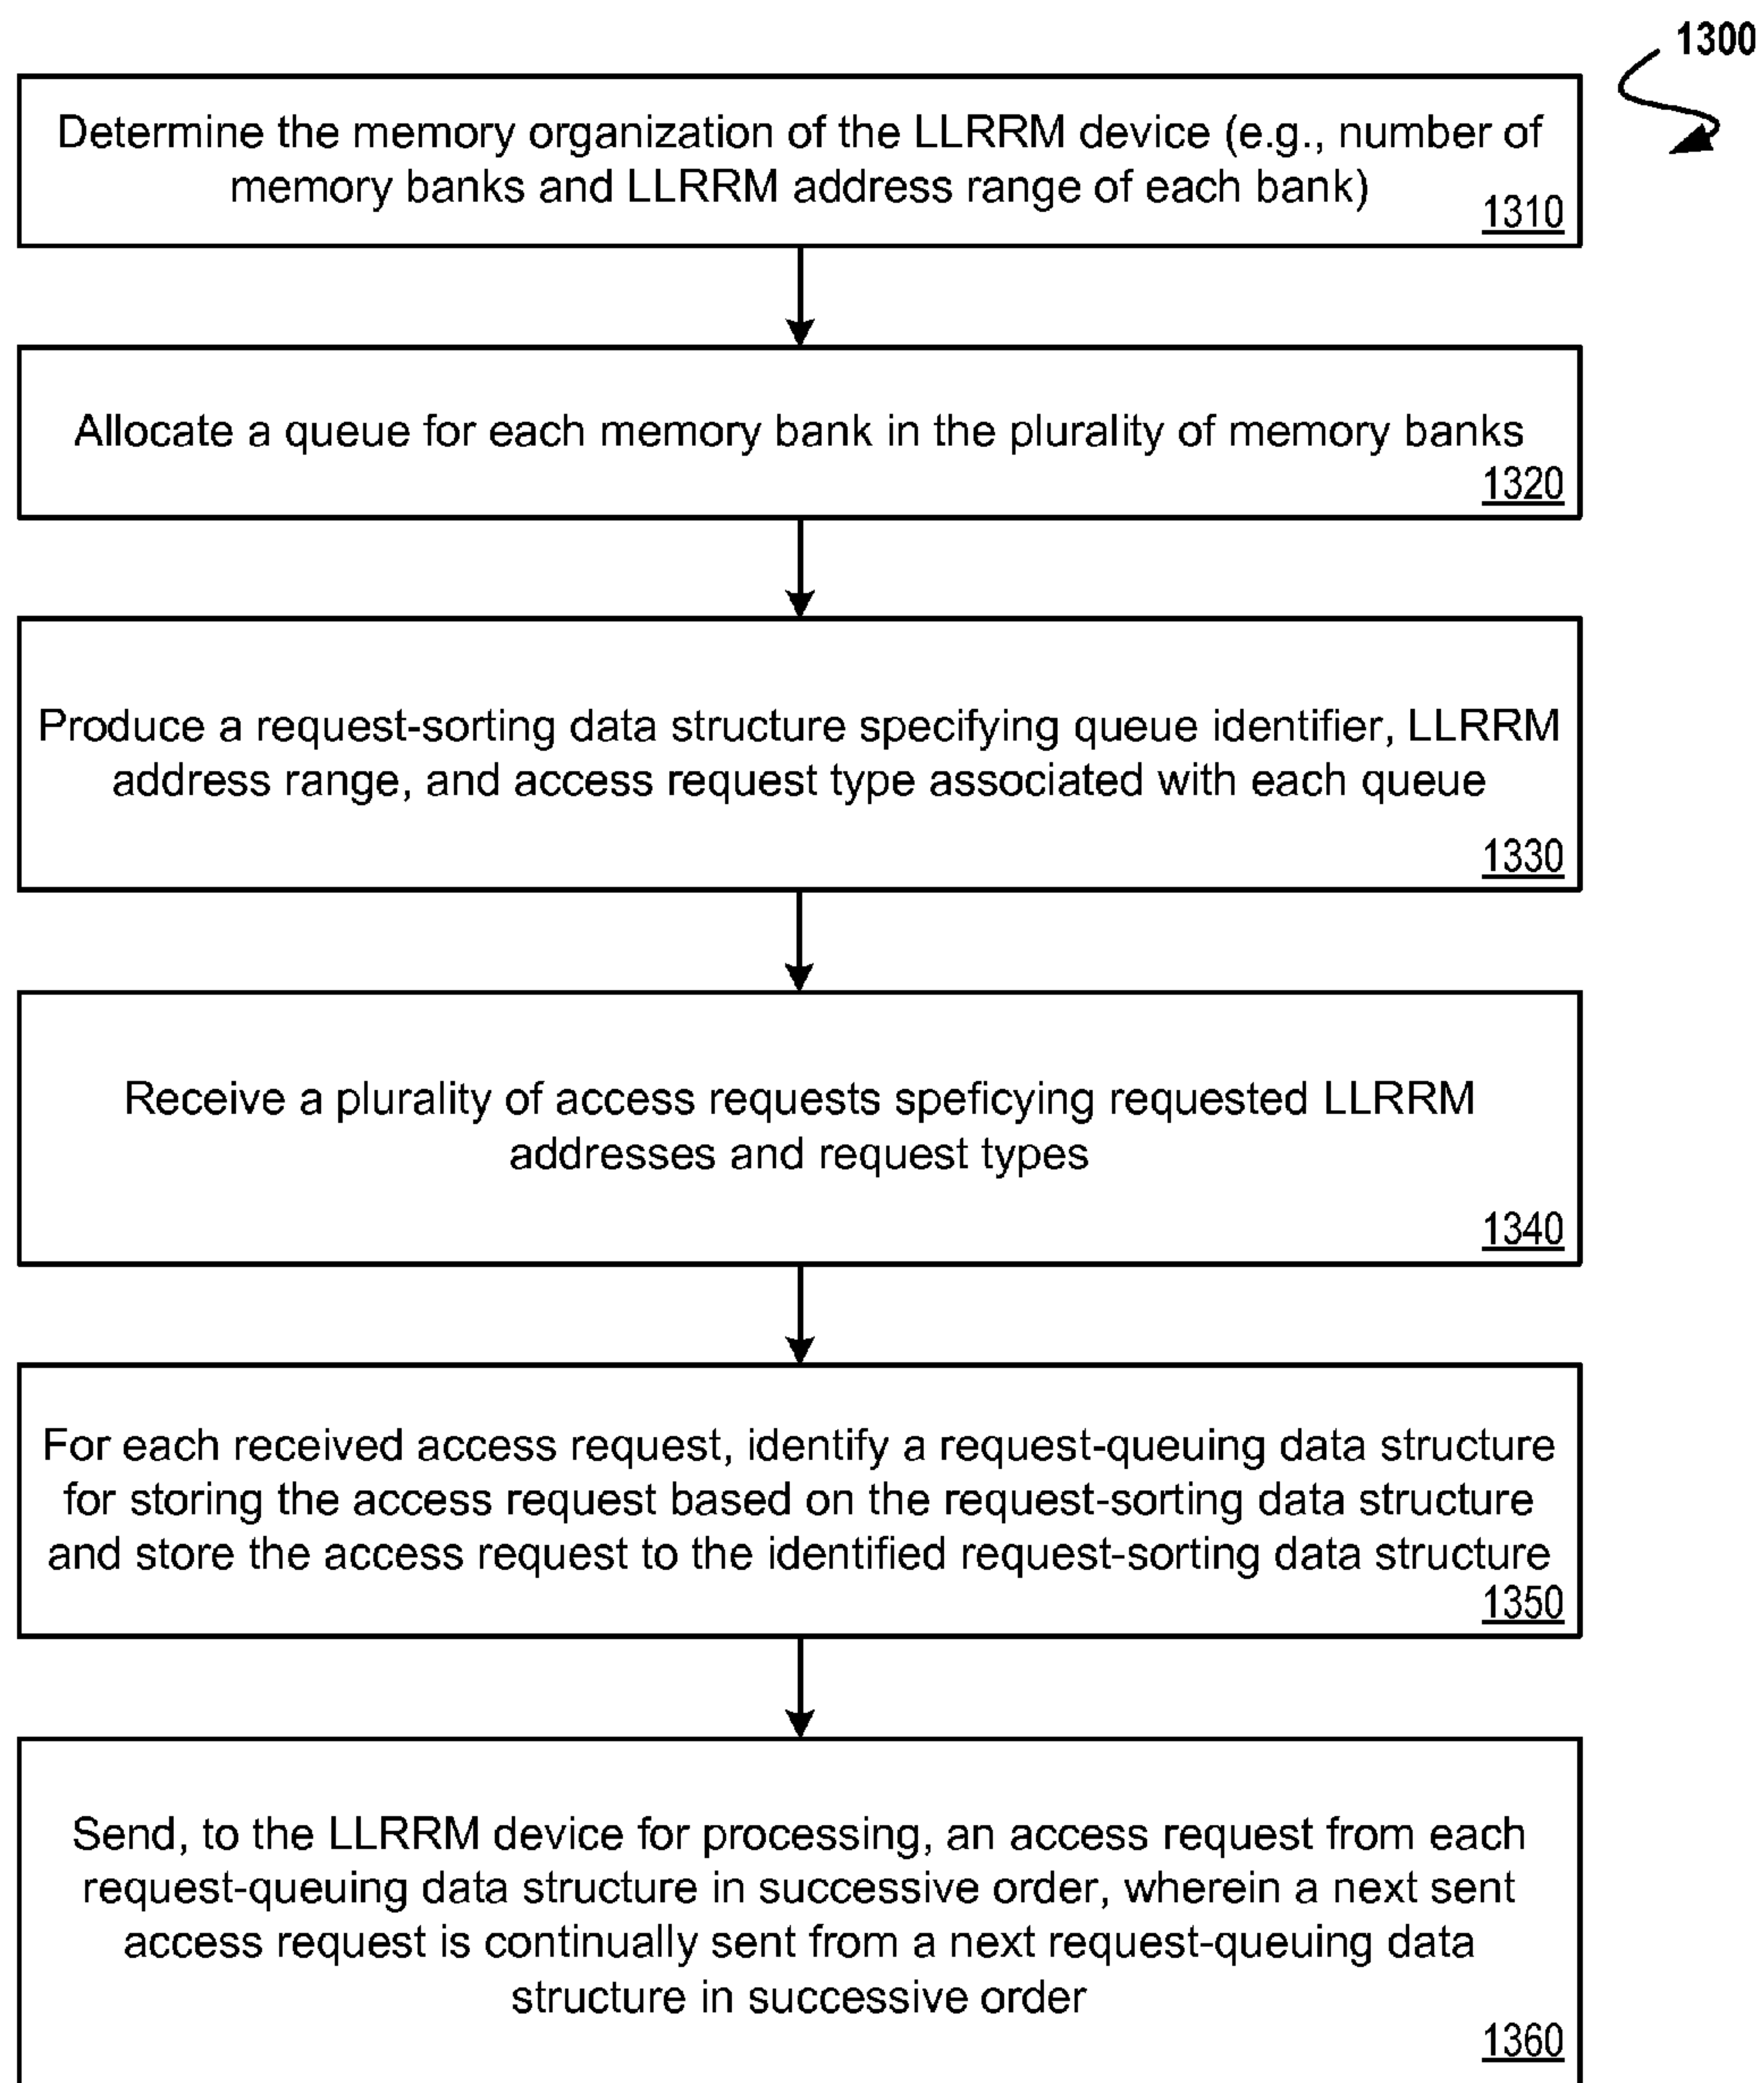 1300
Determine the memory organization of the LLRRM device (e.g., number of
memory banks and LLRRM address range of each bank)
1310
Allocate a queue for each memory bank in the plurality of memory banks
1320
Produce a request-sorting data structure specifying queue identifier, LLRRM
address range, and access request type associated with each queue
1330
Receive a plurality of access requests speficying requested LLRRM
addresses and request types
1340
For each received access request, identify a request-queuing data structure
for storing the access request based on the request-sorting data structure
and store the access request to the identified request-sorting data structure
1350
Send, to the LLRRM device for processing, an access request from each
request-queuing data structure in successive order, wherein a next sent
access request is continually sent from a next request-queuing data
structure in successive order
1360